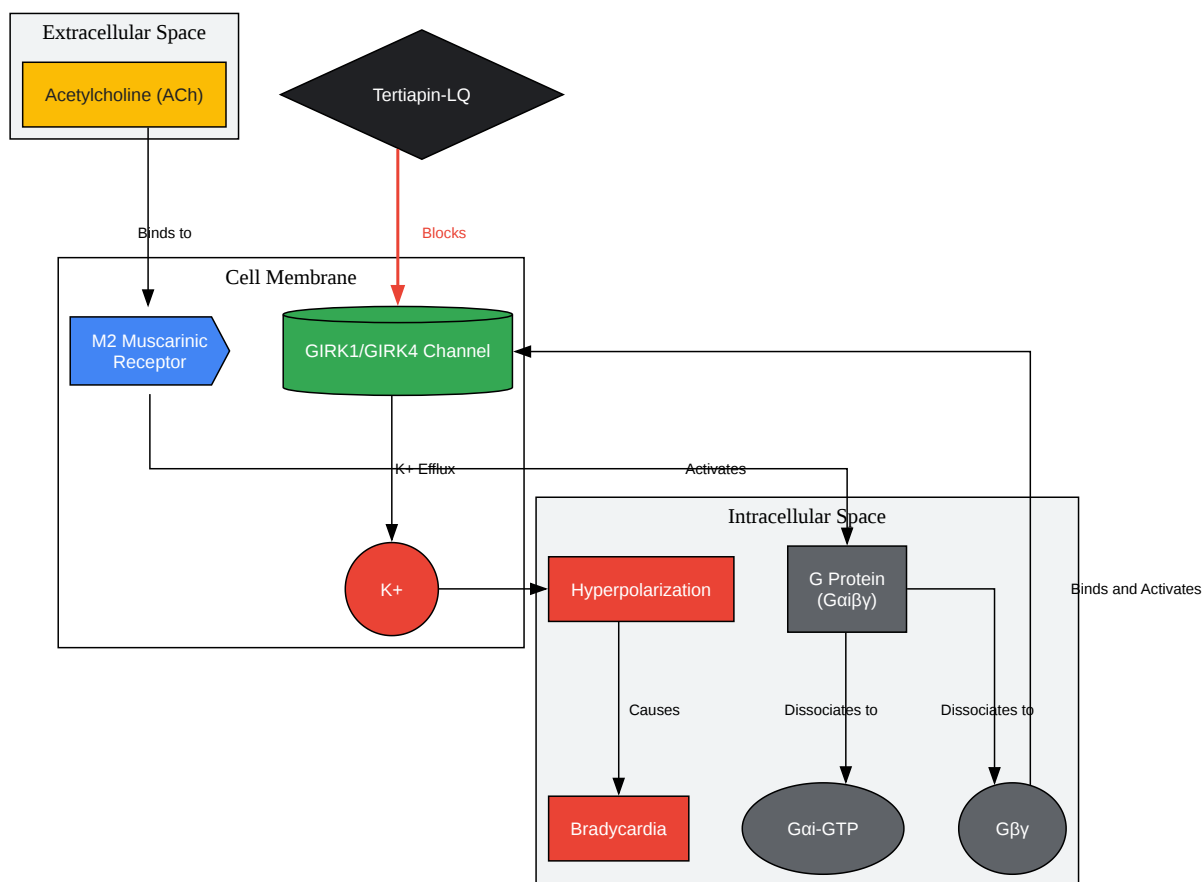 Extracellular Space
Acetylcholine (ACh)
Tertiapin-LQ
Binds to
Blocks
Cell Membrane
M2 Muscarinic
Receptor
GIRK1/GIRK4 Channel
K+ Efflux
Activates
Intracellular Space
K+
Hyperpolarization
G Protein
(Gαiβγ)
Binds and Activates
Causes
Dissociates to
Dissociates to
Bradycardia
Gαi-GTP
Gβγ